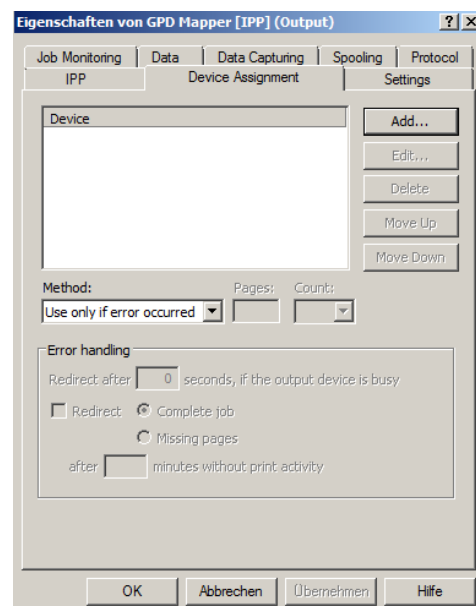 Eigenschaften von GPD Mapper [IPP] (Output)
Job Monitoring Data Data Capturing Spooling Protocol
IPP Device Assignment Settings
Device
Add...
Edit...
Delete
Move Up
Move Down
Method: Pages: Count:
Use only if error occurred
Error handling
Redirect after 0 seconds, if the output device is busy
Redirect Complete job
Missing pages
after minutes without print activity
OK Abbrechen Übernehmen Hilfe